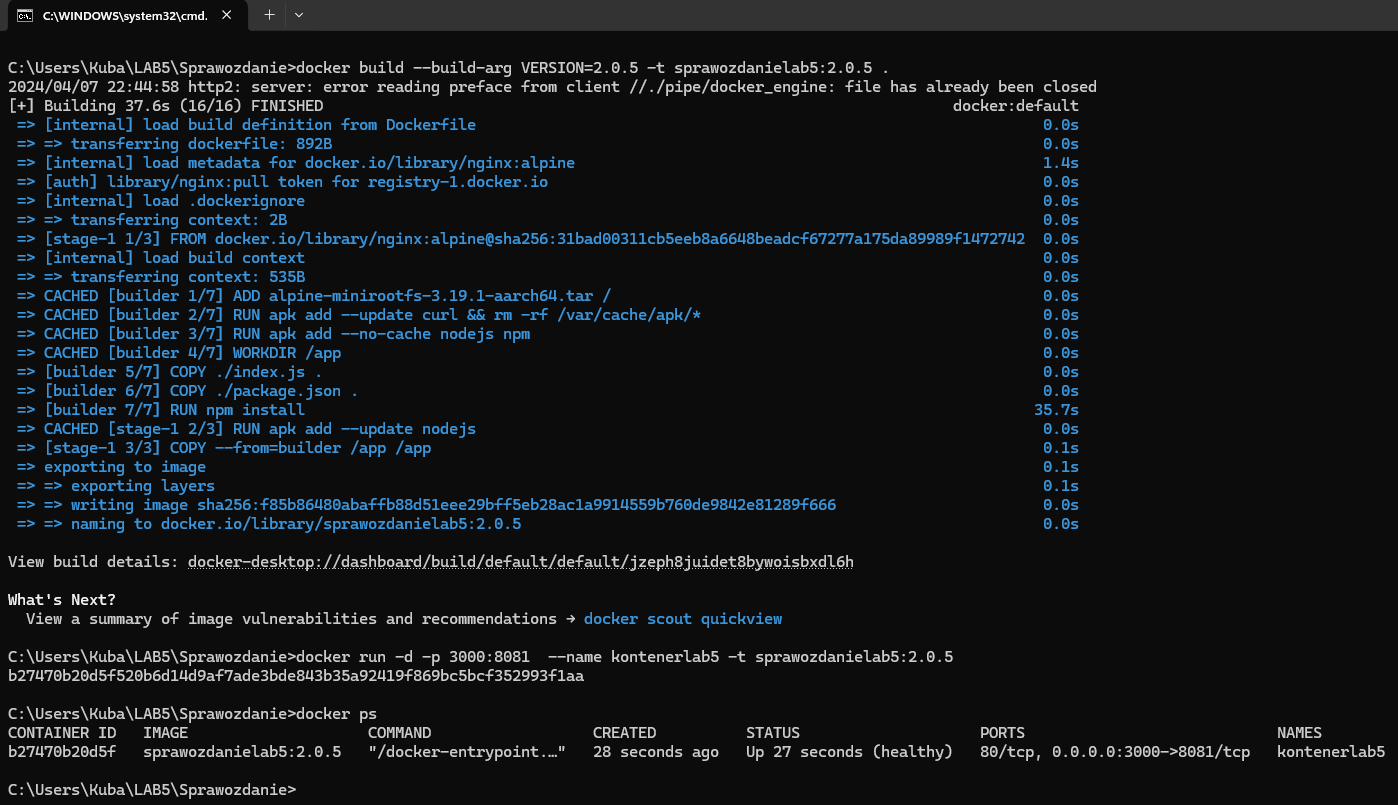 C:\WINDOWS\system32\cmd.
C:\Users\Kuba\LAB5\Sprawozdanie>docker build --build-arg VERSION=2.0.5 -t sprawozdanielab5:2.0.5 .
2024/04/07 22:44:58 http2: server: error reading preface from client //./pipe/docker_engine: file has already been closed
[+] Building 37.6s (16/16) FINISHED docker:default
=> [internal] load build definition from Dockerfile 0.0s
=> => transferring dockerfile: 892B 0.0s
=> [internal] load metadata for docker.io/library/nginx:alpine 1.4s
=> [auth] library/nginx:pull token for registry-1.docker.io 0.0s
=> [internal] load .dockerignore 0.0s
=> => transferring context: 2B 0.0s
=> [stage-1 1/3] FROM docker.io/library/nginx:alpine@sha256:31bad00311cb5eeb8a6648beadcf67277a175da89989f1472742 0.0s
=> [internal] load build context 0.0s
=> => transferring context: 535B 0.0s
=> CACHED [builder 1/7] ADD alpine-minirootfs-3.19.1-aarch64.tar / 0.0s
=> CACHED [builder 2/7] RUN apk add --update curl && rm -rf /var/cache/apk/* 0.0s
=> CACHED [builder 3/7] RUN apk add --no-cache nodejs npm 0.0s
=> CACHED [builder 4/7] WORKDIR /app 0.0s
=> [builder 5/7] COPY ./index.js . 0.0s
=> [builder 6/7] COPY ./package.json . 0.0s
=> [builder 7/7] RUN npm install 35.7s
=> CACHED [stage-1 2/3] RUN apk add --update nodejs 0.0s
=> [stage-1 3/3] COPY --from=builder /app /app 0.1s
=> exporting to image 0.1s
=> => exporting layers 0.1s
=> => writing image sha256:f85b86480abaffb88d51eee29bff5eb28ac1a9914559b760de9842e81289f666 0.0s
=> => naming to docker.io/library/sprawozdanielab5:2.0.5 0.0s
View build details: docker-desktop://dashboard/build/default/default/jzeph8juidet8bywoisbxdl6h
What's Next?
View a summary of image vulnerabilities and recommendations → docker scout quickview
C:\Users\Kuba\LAB5\Sprawozdanie>docker run -d -p 3000:8081  --name kontenerlab5 -t sprawozdanielab5:2.0.5
b27470b20d5f520b6d14d9af7ade3bde843b35a92419f869bc5bcf352993f1aa
C:\Users\Kuba\LAB5\Sprawozdanie>docker ps
CONTAINER ID IMAGE COMMAND CREATED STATUS PORTS NAMES
b27470b20d5f sprawozdanielab5:2.0.5 "/docker-entrypoint.…" 28 seconds ago Up 27 seconds (healthy) 80/tcp, 0.0.0.0:3000->8081/tcp kontenerlab5
C:\Users\Kuba\LAB5\Sprawozdanie>